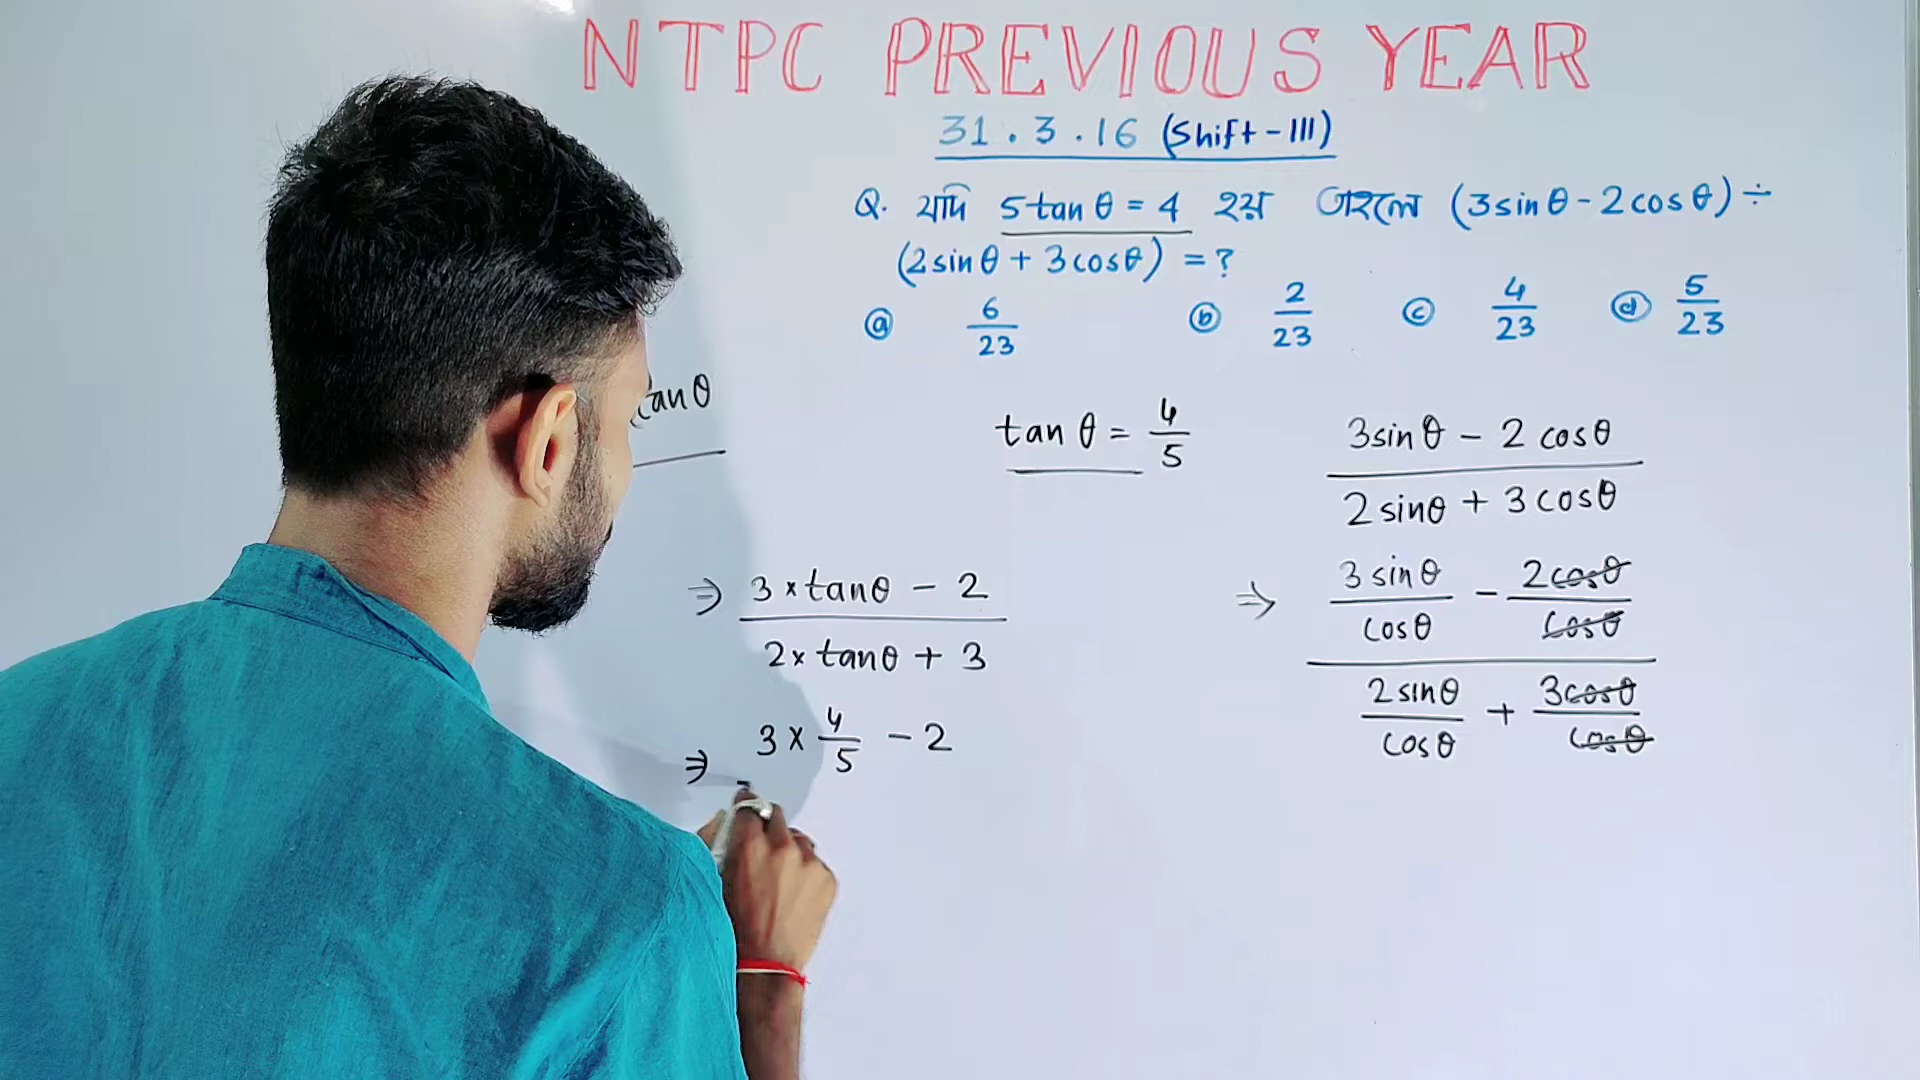 NTPC PREVIOUS YEAR
31.3.16 (Shift-III)
Q. যদি 5tanθ = 4 হয় তাহলে (3sinθ - 2cosθ) ÷
(2sinθ + 3cosθ) = ?
ⓐ 6/23 ⓑ 2/23 ⓒ 4/23 ⓓ 5/23
tanθ
tanθ = 4/5
3sinθ - 2cosθ
2sinθ + 3cosθ
⇒ 3sinθ/cosθ - 2cosθ/cosθ
2sinθ/cosθ + 3cosθ/cosθ
⇒ 3×tanθ - 2
2×tanθ + 3
⇒ 3 × 4/5 - 2